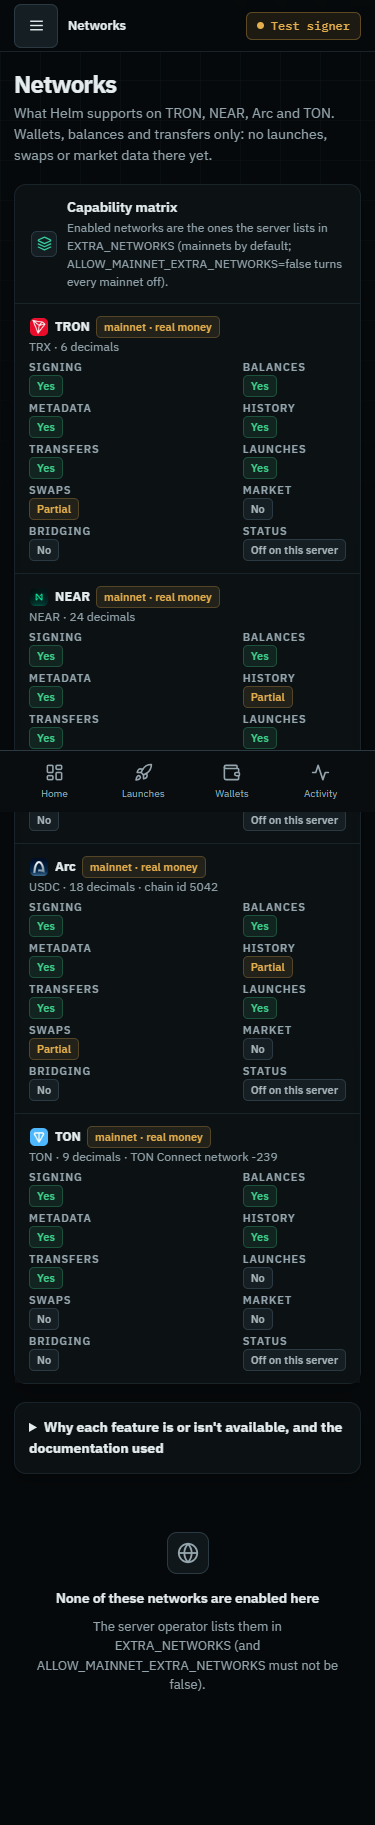 Networks
Test signer
Networks
What Helm supports on TRON, NEAR, Arc and TON.
Wallets, balances and transfers only: no launches,
swaps or market data there yet.
Capability matrix
Enabled networks are the ones the server lists in
EXTRA_NETWORKS (mainnets by default;
ALLOW_MAINNET_EXTRA_NETWORKS=false turns
every mainnet off).
TRON mainnet · real money
TRX · 6 decimals
SIGNING BALANCES
Yes Yes
METADATA HISTORY
Yes Yes
TRANSFERS LAUNCHES
Yes Yes
SWAPS MARKET
Partial No
BRIDGING STATUS
No Off on this server
NEAR mainnet · real money
NEAR · 24 decimals
SIGNING BALANCES
Yes Yes
METADATA HISTORY
Yes Partial
TRANSFERS LAUNCHES
Yes Yes
Home Launches Wallets Activity
No Off on this server
Arc mainnet · real money
USDC · 18 decimals · chain id 5042
SIGNING BALANCES
Yes Yes
METADATA HISTORY
Yes Partial
TRANSFERS LAUNCHES
Yes Yes
SWAPS MARKET
Partial No
BRIDGING STATUS
No Off on this server
TON mainnet · real money
TON · 9 decimals · TON Connect network -239
SIGNING BALANCES
Yes Yes
METADATA HISTORY
Yes Yes
TRANSFERS LAUNCHES
Yes No
SWAPS MARKET
No No
BRIDGING STATUS
No Off on this server
Why each feature is or isn't available, and the
documentation used
None of these networks are enabled here
The server operator lists them in
EXTRA_NETWORKS (and
ALLOW_MAINNET_EXTRA_NETWORKS must not be
false).